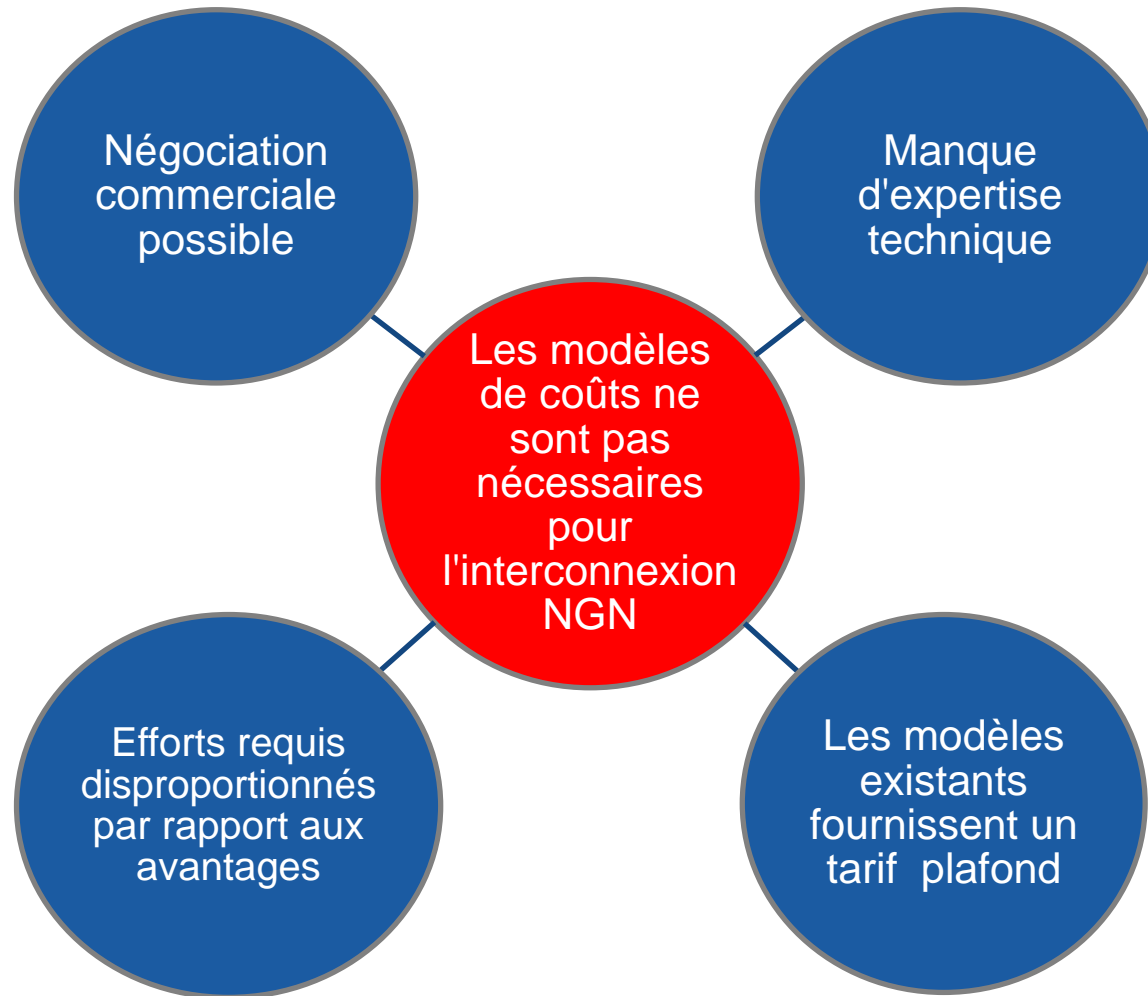 Négociation
commerciale
possible
Manque
d'expertise
technique
Les modèles
de coûts ne
sont pas
nécessaires
pour
l'interconnexion
NGN
Efforts requis
disproportionnés
par rapport aux
avantages
Les modèles
existants
fournissent un
tarif plafond